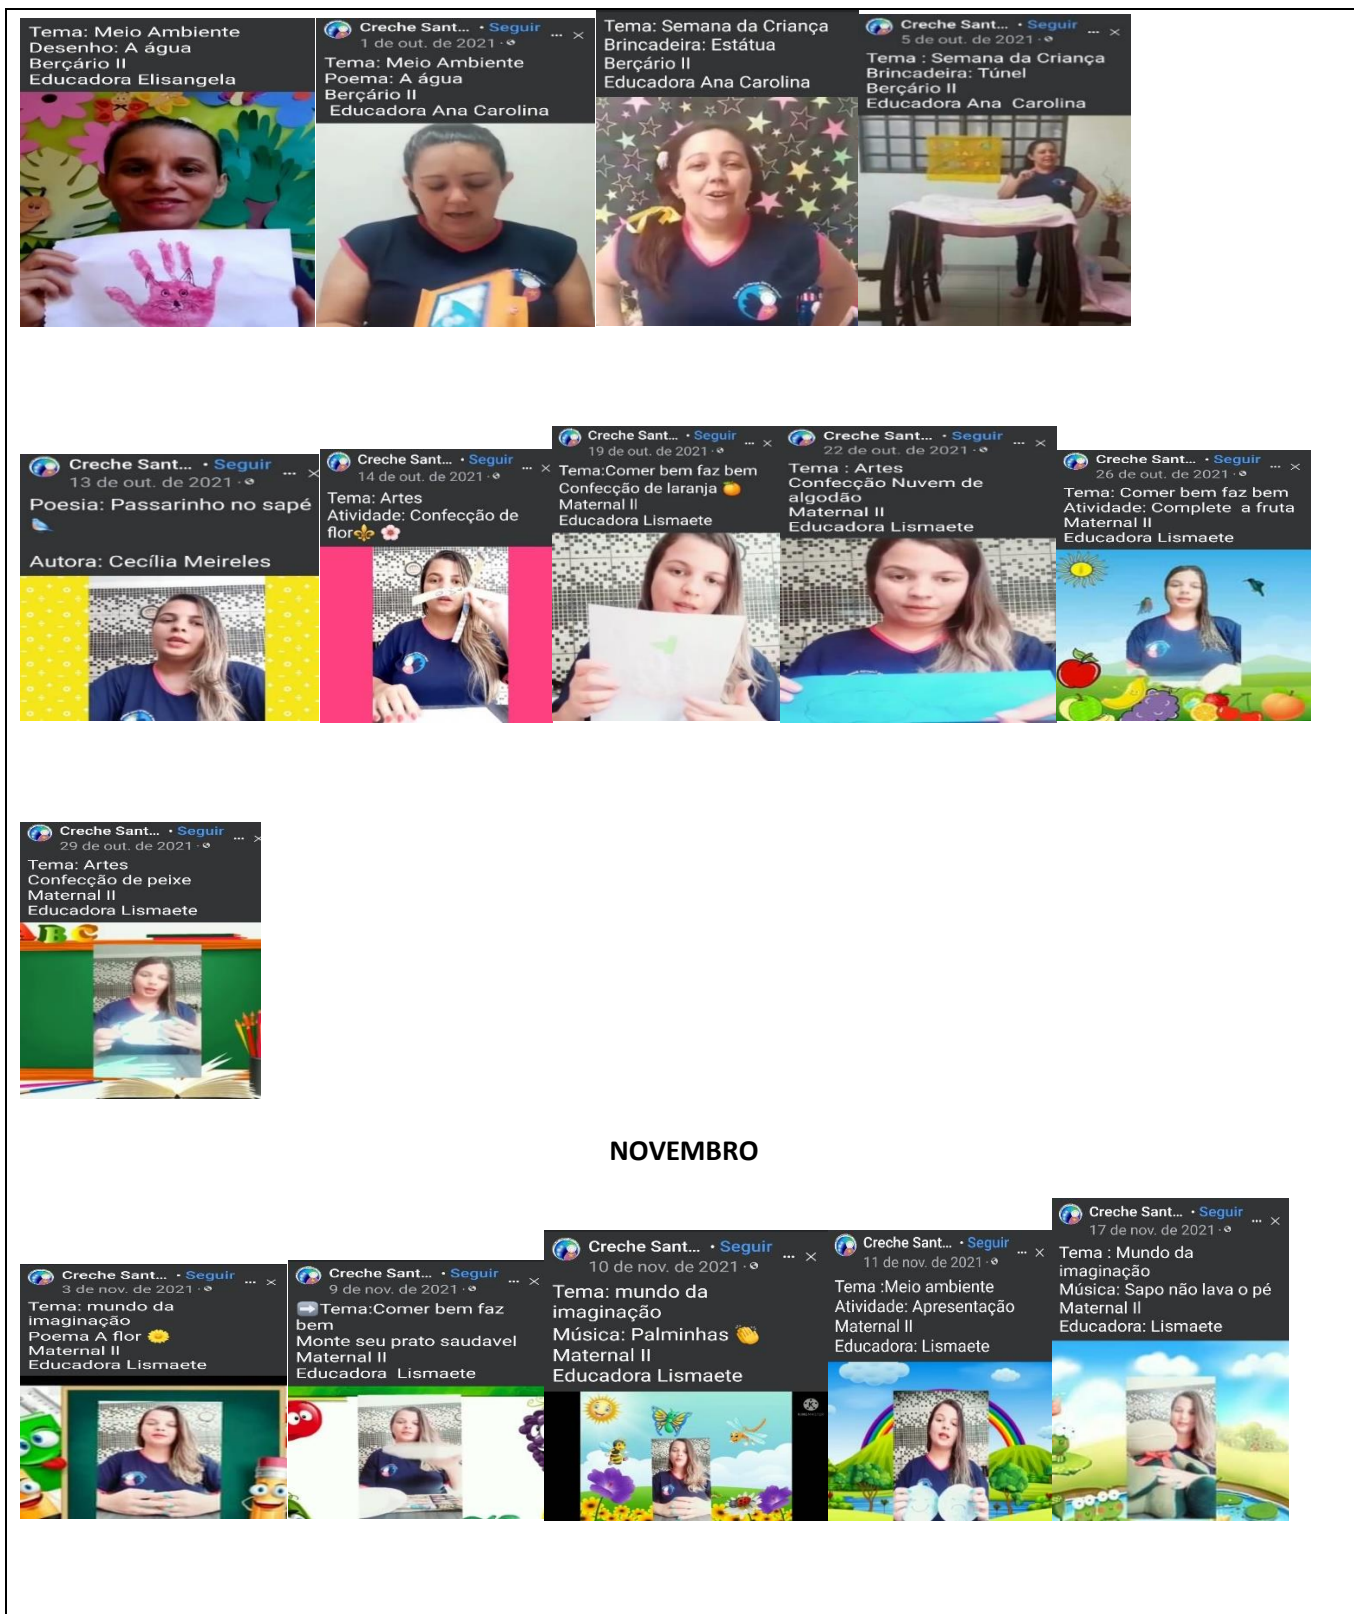 Tema: Meio Ambiente
Desenho: A água
Berçário II
Educadora Elisangela
Creche Sant... · Seguir
1 de out. de 2021 ·
Tema: Meio Ambiente
Poema: A água
Berçário II
Educadora Ana Carolina
Tema: Semana da Criança
Brincadeira: Estátua
Berçário II
Educadora Ana Carolina
Creche Sant... · Seguir
5 de out. de 2021 ·
Tema : Semana da Criança
Brincadeira: Túnel
Berçário II
Educadora Ana Carolina
Creche Sant... · Seguir
13 de out. de 2021 ·
Poesia: Passarinho no sapé
Autora: Cecília Meireles
Creche Sant... · Seguir
14 de out. de 2021 ·
Tema: Artes
Atividade: Confecção de
flor⚜️🌸
Creche Sant... · Seguir
19 de out. de 2021 ·
Tema:Comer bem faz bem
Confecção de laranja 🍊
Maternal ll
Educadora Lismaete
Creche Sant... · Seguir
22 de out. de 2021 ·
Tema : Artes
Confecção Nuvem de
algodão
Maternal II
Educadora Lismaete
Creche Sant... · Seguir
26 de out. de 2021 ·
Tema: Comer bem faz bem
Atividade: Complete a fruta
Maternal II
Educadora Lismaete
Creche Sant... · Seguir
29 de out. de 2021 ·
Tema: Artes
Confecção de peixe
Maternal II
Educadora Lismaete
ABC
NOVEMBRO
Creche Sant... · Seguir
3 de nov. de 2021 ·
Tema: mundo da
imaginação
Poema A flor 🌼
Maternal II
Educadora Lismaete
Creche Sant... · Seguir
9 de nov. de 2021 ·
➡️Tema:Comer bem faz
bem
Monte seu prato saudavel
Maternal II
Educadora Lismaete
Creche Sant... · Seguir
10 de nov. de 2021 ·
Tema: mundo da
imaginação
Música: Palminhas 👏
Maternal II
Educadora Lismaete
Creche Sant... · Seguir
11 de nov. de 2021 ·
Tema :Meio ambiente
Atividade: Apresentação
Maternal II
Educadora: Lismaete
Creche Sant... · Seguir
17 de nov. de 2021 ·
Tema : Mundo da
imaginação
Música: Sapo não lava o pé
Maternal ll
Educadora: Lismaete